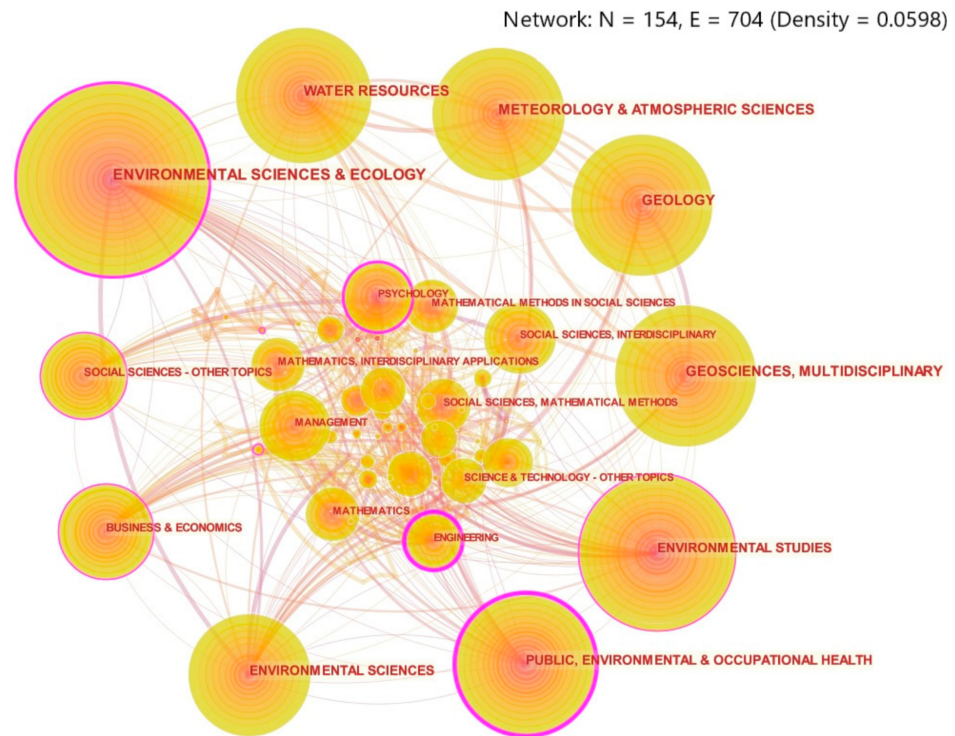 Network: N = 154, E = 704 (Density = 0.0598)
WATER RESOURCES
METEOROLOGY & ATMOSPHERIC SCIENCES
ENVIRONMENTAL SCIENCES & ECOLOGY
GEOLOGY
PSYCHOLOGY
MATHEMATICAL METHODS IN SOCIAL SCIENCES
SOCIAL SCIENCES, INTERDISCIPLINARY
MATHEMATICS, INTERDISCIPLINARY APPLICATIONS
SOCIAL SCIENCES - OTHER TOPICS
GEOSCIENCES, MULTIDISCIPLINARY
SOCIAL SCIENCES, MATHEMATICAL METHODS
MANAGEMENT
SCIENCE & TECHNOLOGY - OTHER TOPICS
MATHEMATICS
BUSINESS & ECONOMICS
ENGINEERING
ENVIRONMENTAL STUDIES
PUBLIC, ENVIRONMENTAL & OCCUPATIONAL HEALTH
ENVIRONMENTAL SCIENCES